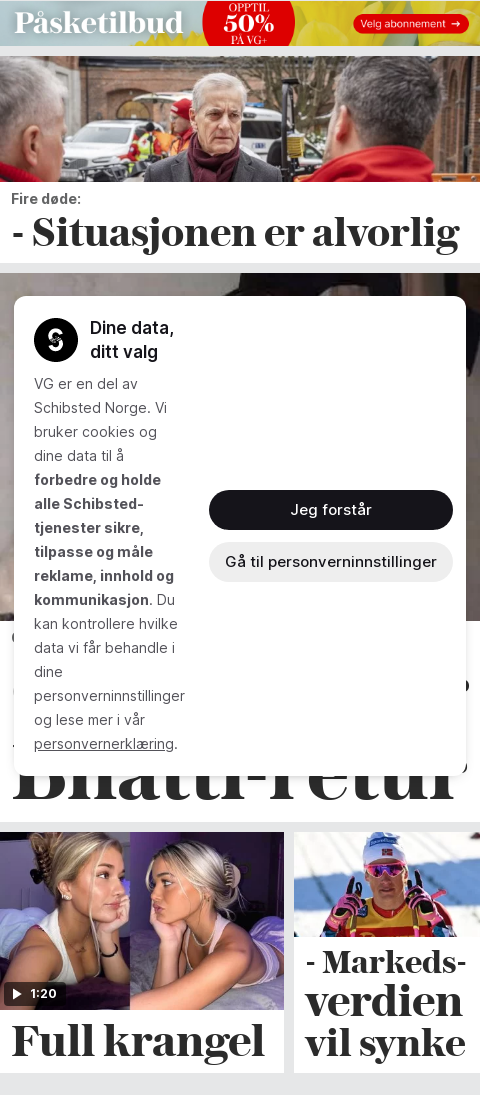 Påsketilbud
OPPTIL
50%
PÅ VG+
Velg abonnement →
Fire døde:
- Situasjonen er alvorlig
Dine data,
ditt valg
VG er en del av
Schibsted Norge. Vi
bruker cookies og
dine data til å
forbedre og holde
alle Schibsted-
tjenester sikre,
tilpasse og måle
reklame, innhold og
kommunikasjon. Du
kan kontrollere hvilke
data vi får behandle i
dine
personverninnstillinger
og lese mer i vår
personvernerklæring.
Jeg forstår
Gå til personverninnstillinger
1:20
Full krangel
- Markeds-
verdien
vil synke